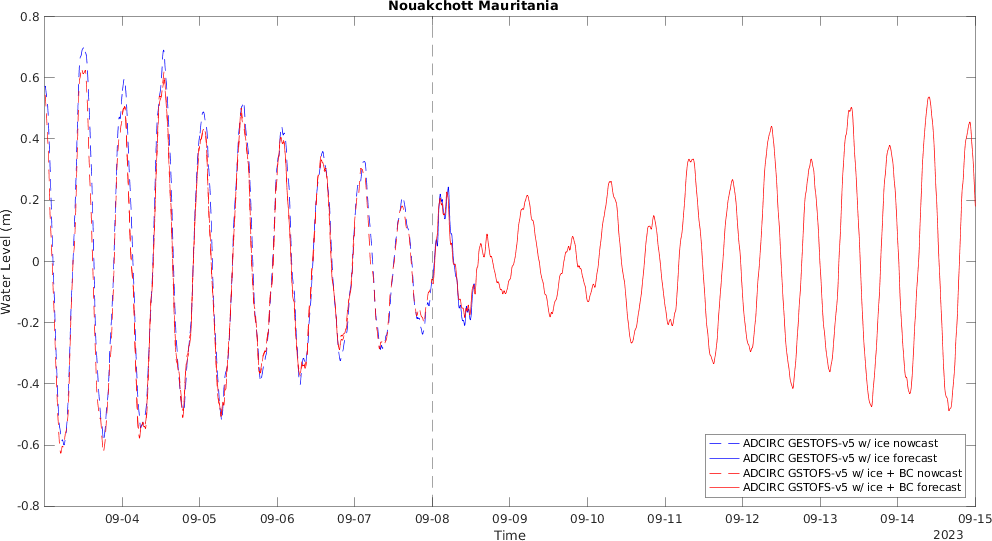 Nouakchott Mauritania
0.8
0.6
0.4
0.2
0
-0.2
-0.4
-0.6
-0.8
Water Level (m)
ADCIRC GESTOFS-v5 w/ ice nowcast
ADCIRC GESTOFS-v5 w/ ice forecast
ADCIRC GSTOFS-v5 w/ ice + BC nowcast
ADCIRC GSTOFS-v5 w/ ice + BC forecast
09-04 09-05 09-06 09-07 09-08 09-09 09-10 09-11 09-12 09-13 09-14 09-15
Time
2023